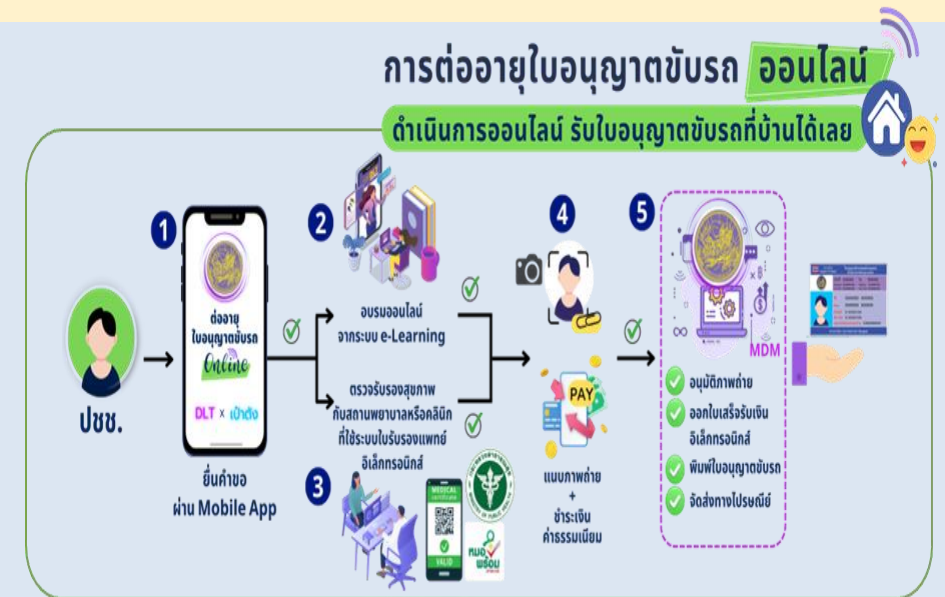 การต่ออายุใบอนุญาตขับรถ ออนไลน์
ดำเนินการออนไลน์ รับใบอนุญาตขับรถที่บ้านได้เลย
ปชช.
1
ต่ออายุ
ใบอนุญาตขับรถ
Online
DLT x เป๋าตัง
ยื่นคำขอ
ผ่าน Mobile App
2
อบรมออนไลน์
จากระบบ e-Learning
ตรวจรับรองสุขภาพ
กับสถานพยาบาลหรือคลินิก
ที่ใช้ระบบใบรับรองแพทย์
อิเล็กทรอนิกส์
3
MEDICAL
VALID
หมอ
พร้อม
4
PAY
แนบภาพถ่าย
+
ชำระเงิน
ค่าธรรมเนียม
5
MDM
อนุมัติภาพถ่าย
ออกใบเสร็จรับเงิน
อิเล็กทรอนิกส์
พิมพ์ใบอนุญาตขับรถ
จัดส่งทางไปรษณีย์